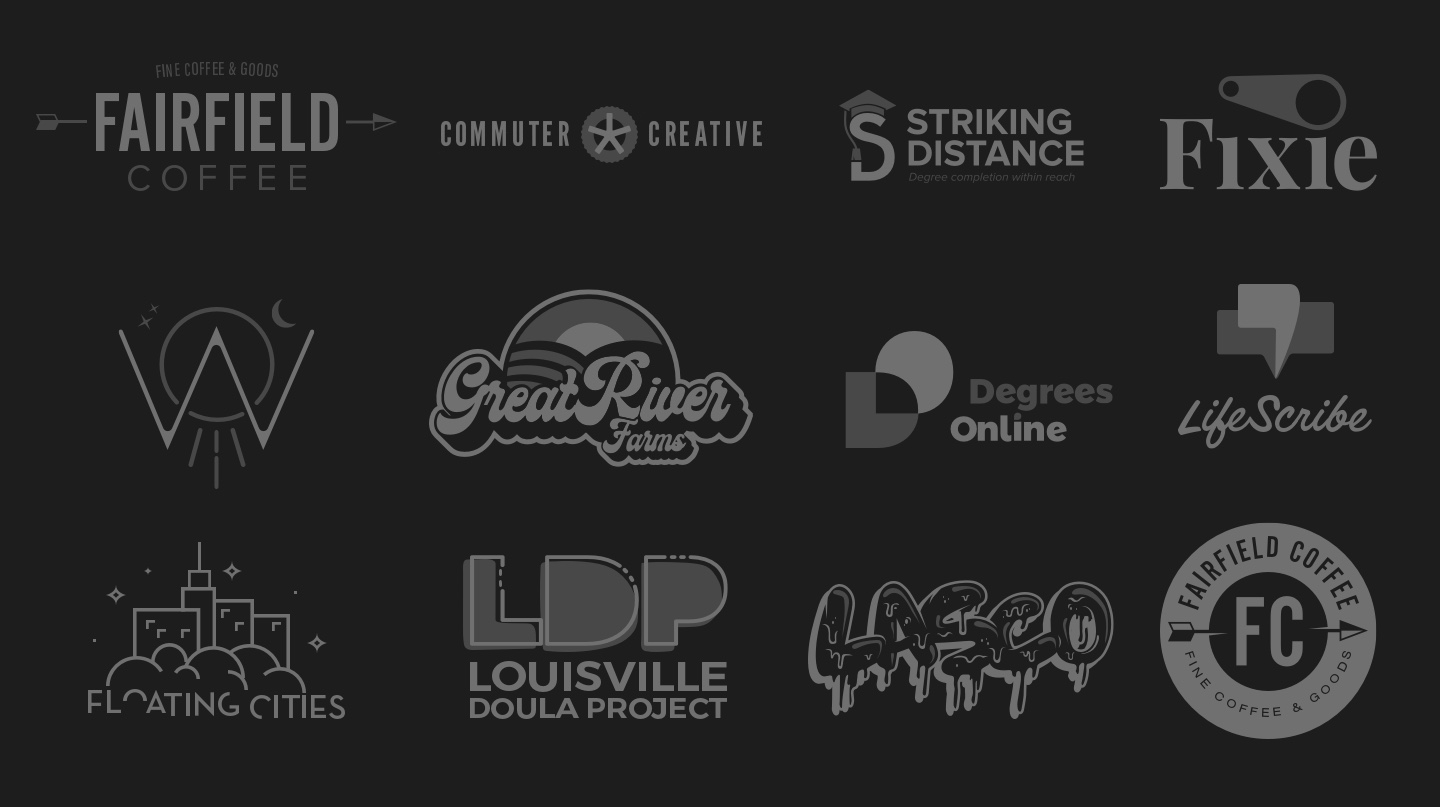 FINE COFFEE & GOODS
FAIRFIELD
COFFEE
COMMUTER CREATIVE
S STRIKING
DISTANCE
Degree completion within reach
Fixie
W
Great River
Farms
D Degrees
Online
LifeScribe
FLOATING CITIES
LDP
LOUISVILLE
DOULA PROJECT
LASCO
FAIRFIELD COFFEE
FC
FINE COFFEE & GOODS